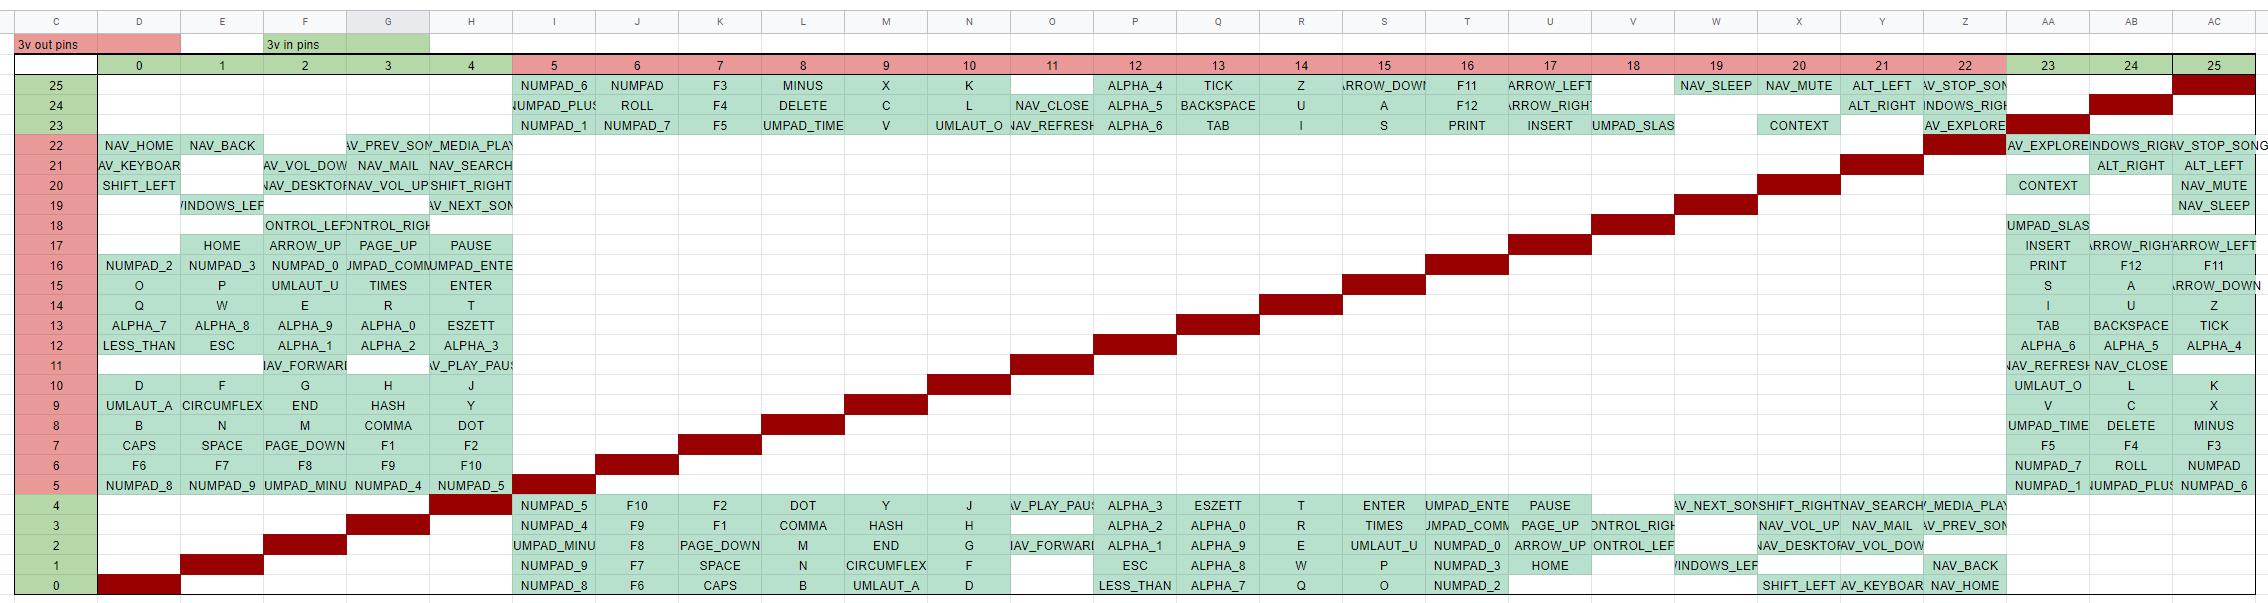 C D E F G H I J K L M N O P Q R S T U V W X Y Z AA AB AC
3v out pins 3v in pins
0 1 2 3 4 5 6 7 8 9 10 11 12 13 14 15 16 17 18 19 20 21 22 23 24 25
25 NUMPAD_6 NUMPAD F3 MINUS X K ALPHA_4 TICK Z ARROW_DOWN F11 ARROW_LEFT NAV_SLEEP NAV_MUTE ALT_LEFT AV_STOP_SON
24 NUMPAD_PLUS ROLL F4 DELETE C L NAV_CLOSE ALPHA_5 BACKSPACE U A F12 ARROW_RIGHT ALT_RIGHT INDOWS_RIGH
23 NUMPAD_1 NUMPAD_7 F5 UMPAD_TIME V UMLAUT_O NAV_REFRESH ALPHA_6 TAB I S PRINT INSERT UMPAD_SLAS CONTEXT AV_EXPLORE
22 NAV_HOME NAV_BACK AV_PREV_SON V_MEDIA_PLAY AV_EXPLORE INDOWS_RIGH AV_STOP_SONG
21 AV_KEYBOAR AV_VOL_DOW NAV_MAIL NAV_SEARCH ALT_RIGHT ALT_LEFT
20 SHIFT_LEFT NAV_DESKTOP NAV_VOL_UP SHIFT_RIGHT CONTEXT NAV_MUTE
19 WINDOWS_LEF AV_NEXT_SON NAV_SLEEP
18 ONTROL_LEF ONTROL_RIGH UMPAD_SLAS
17 HOME ARROW_UP PAGE_UP PAUSE INSERT ARROW_RIGHT ARROW_LEFT
16 NUMPAD_2 NUMPAD_3 NUMPAD_0 UMPAD_COMM UMPAD_ENTE PRINT F12 F11
15 O P UMLAUT_U TIMES ENTER S A ARROW_DOWN
14 Q W E R T I U Z
13 ALPHA_7 ALPHA_8 ALPHA_9 ALPHA_0 ESZETT TAB BACKSPACE TICK
12 LESS_THAN ESC ALPHA_1 ALPHA_2 ALPHA_3 ALPHA_6 ALPHA_5 ALPHA_4
11 NAV_FORWARD AV_PLAY_PAUS NAV_REFRESH NAV_CLOSE
10 D F G H J UMLAUT_O L K
9 UMLAUT_A CIRCUMFLEX END HASH Y V C X
8 B N M COMMA DOT UMPAD_TIME DELETE MINUS
7 CAPS SPACE PAGE_DOWN F1 F2 F5 F4 F3
6 F6 F7 F8 F9 F10 NUMPAD_7 ROLL NUMPAD
5 NUMPAD_8 NUMPAD_9 UMPAD_MINU NUMPAD_4 NUMPAD_5 NUMPAD_1 NUMPAD_PLUS NUMPAD_6
4 NUMPAD_5 F10 F2 DOT Y J AV_PLAY_PAUS ALPHA_3 ESZETT T ENTER UMPAD_ENTE PAUSE AV_NEXT_SON SHIFT_RIGHT NAV_SEARCH V_MEDIA_PLAY
3 NUMPAD_4 F9 F1 COMMA HASH H ALPHA_2 ALPHA_0 R TIMES UMPAD_COMM PAGE_UP ONTROL_RIGH NAV_VOL_UP NAV_MAIL AV_PREV_SON
2 UMPAD_MINU F8 PAGE_DOWN M END G NAV_FORWARD ALPHA_1 ALPHA_9 E UMLAUT_U NUMPAD_0 ARROW_UP ONTROL_LEF NAV_DESKTOP AV_VOL_DOW
1 NUMPAD_9 F7 SPACE N CIRCUMFLEX F ESC ALPHA_8 W P NUMPAD_3 HOME WINDOWS_LEF NAV_BACK
0 NUMPAD_8 F6 CAPS B UMLAUT_A D LESS_THAN ALPHA_7 Q O NUMPAD_2 SHIFT_LEFT AV_KEYBOAR NAV_HOME